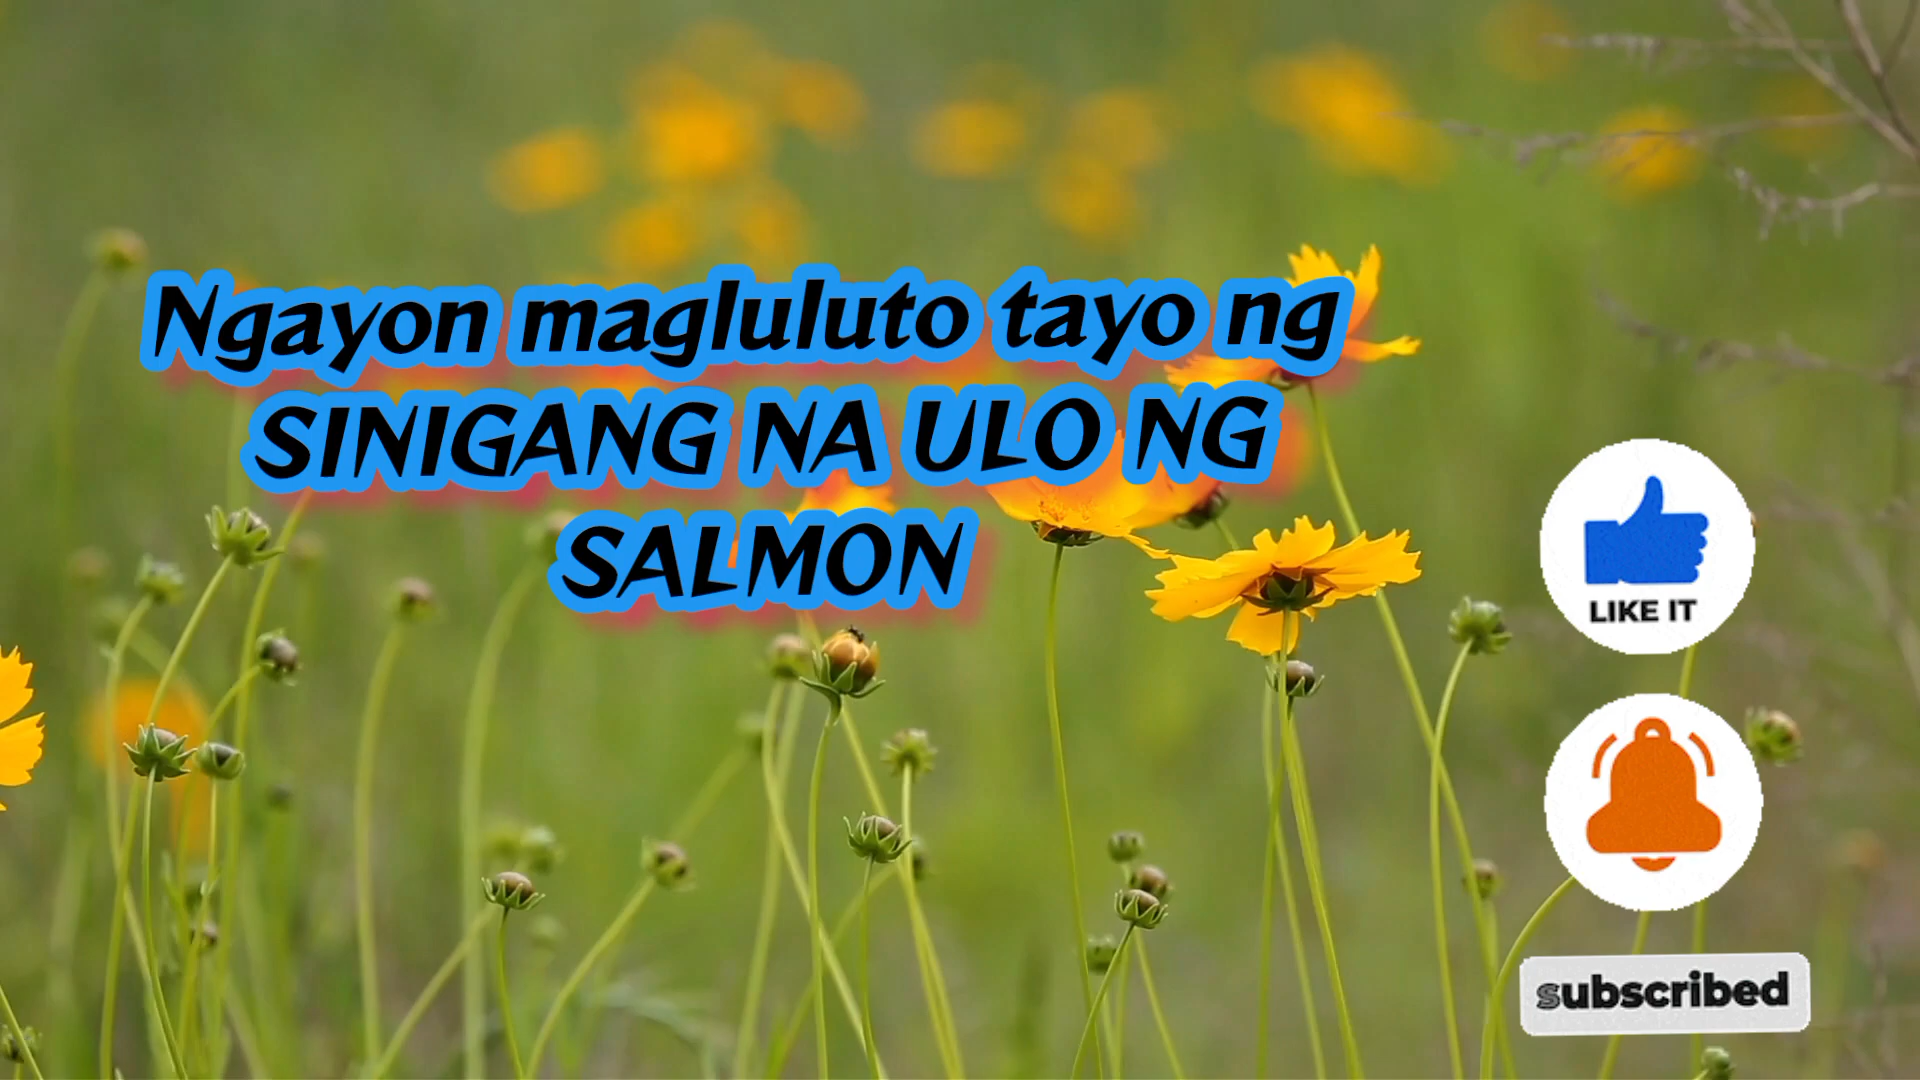 Ngayon magluluto tayo ng
SINIGANG NA ULO NG
SALMON
LIKE IT
subscribed